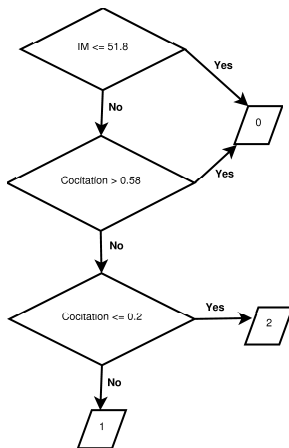 IM <= 51.8
Yes
No
0
Cocitation > 0.58
Yes
No
Cocitation <= 0.2
Yes
2
No
1